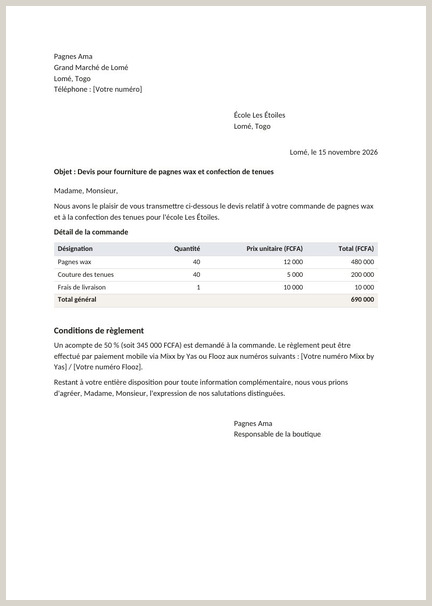 Pagnes Ama
Grand Marché de Lomé
Lomé, Togo
Téléphone : [Votre numéro]
École Les Étoiles
Lomé, Togo
Lomé, le 15 novembre 2026
Objet : Devis pour fourniture de pagnes wax et confection de tenues
Madame, Monsieur,
Nous avons le plaisir de vous transmettre ci-dessous le devis relatif à votre commande de pagnes wax
et à la confection des tenues pour l'école Les Étoiles.
Détail de la commande
Désignation Quantité Prix unitaire (FCFA) Total (FCFA)
Pagnes wax 40 12 000 480 000
Couture des tenues 40 5 000 200 000
Frais de livraison 1 10 000 10 000
Total général 690 000
Conditions de règlement
Un acompte de 50 % (soit 345 000 FCFA) est demandé à la commande. Le règlement peut être
effectué par paiement mobile via Mixx by Yas ou Flooz aux numéros suivants : [Votre numéro Mixx by
Yas] / [Votre numéro Flooz].
Restant à votre entière disposition pour toute information complémentaire, nous vous prions
d'agréer, Madame, Monsieur, l'expression de nos salutations distinguées.
Pagnes Ama
Responsable de la boutique